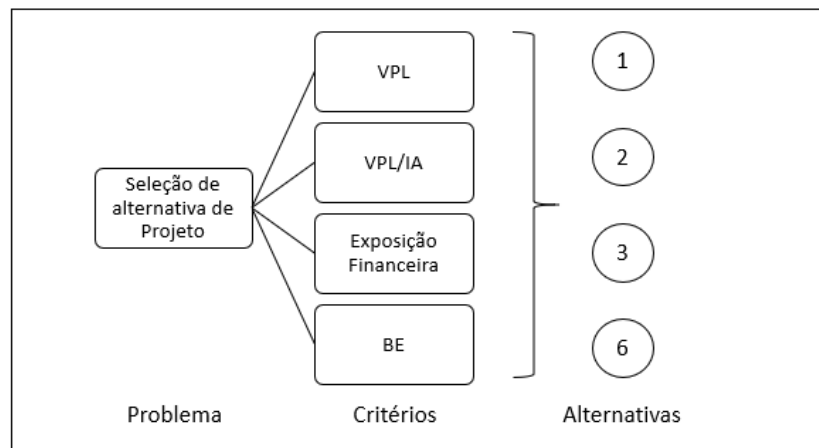 Seleção de
alternativa de
Projeto
VPL
VPL/IA
Exposição
Financeira
BE
1
2
3
6
Problema
Critérios
Alternativas